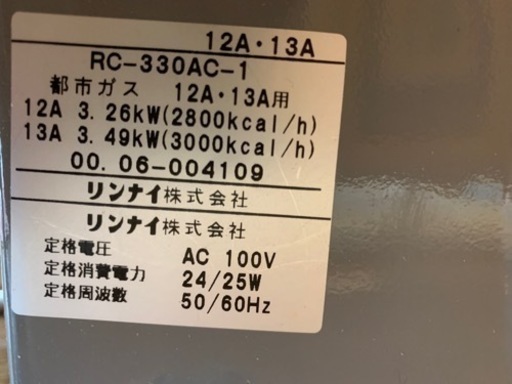 12A・13A
RC-330AC-1
都市ガス 12A・13A用
12A 3.26kW(2800kcal/h)
13A 3.49kW(3000kcal/h)
00.06-004109
リンナイ株式会社
リンナイ株式会社
定格電圧 AC 100V
定格消費電力 24/25W
定格周波数 50/60Hz